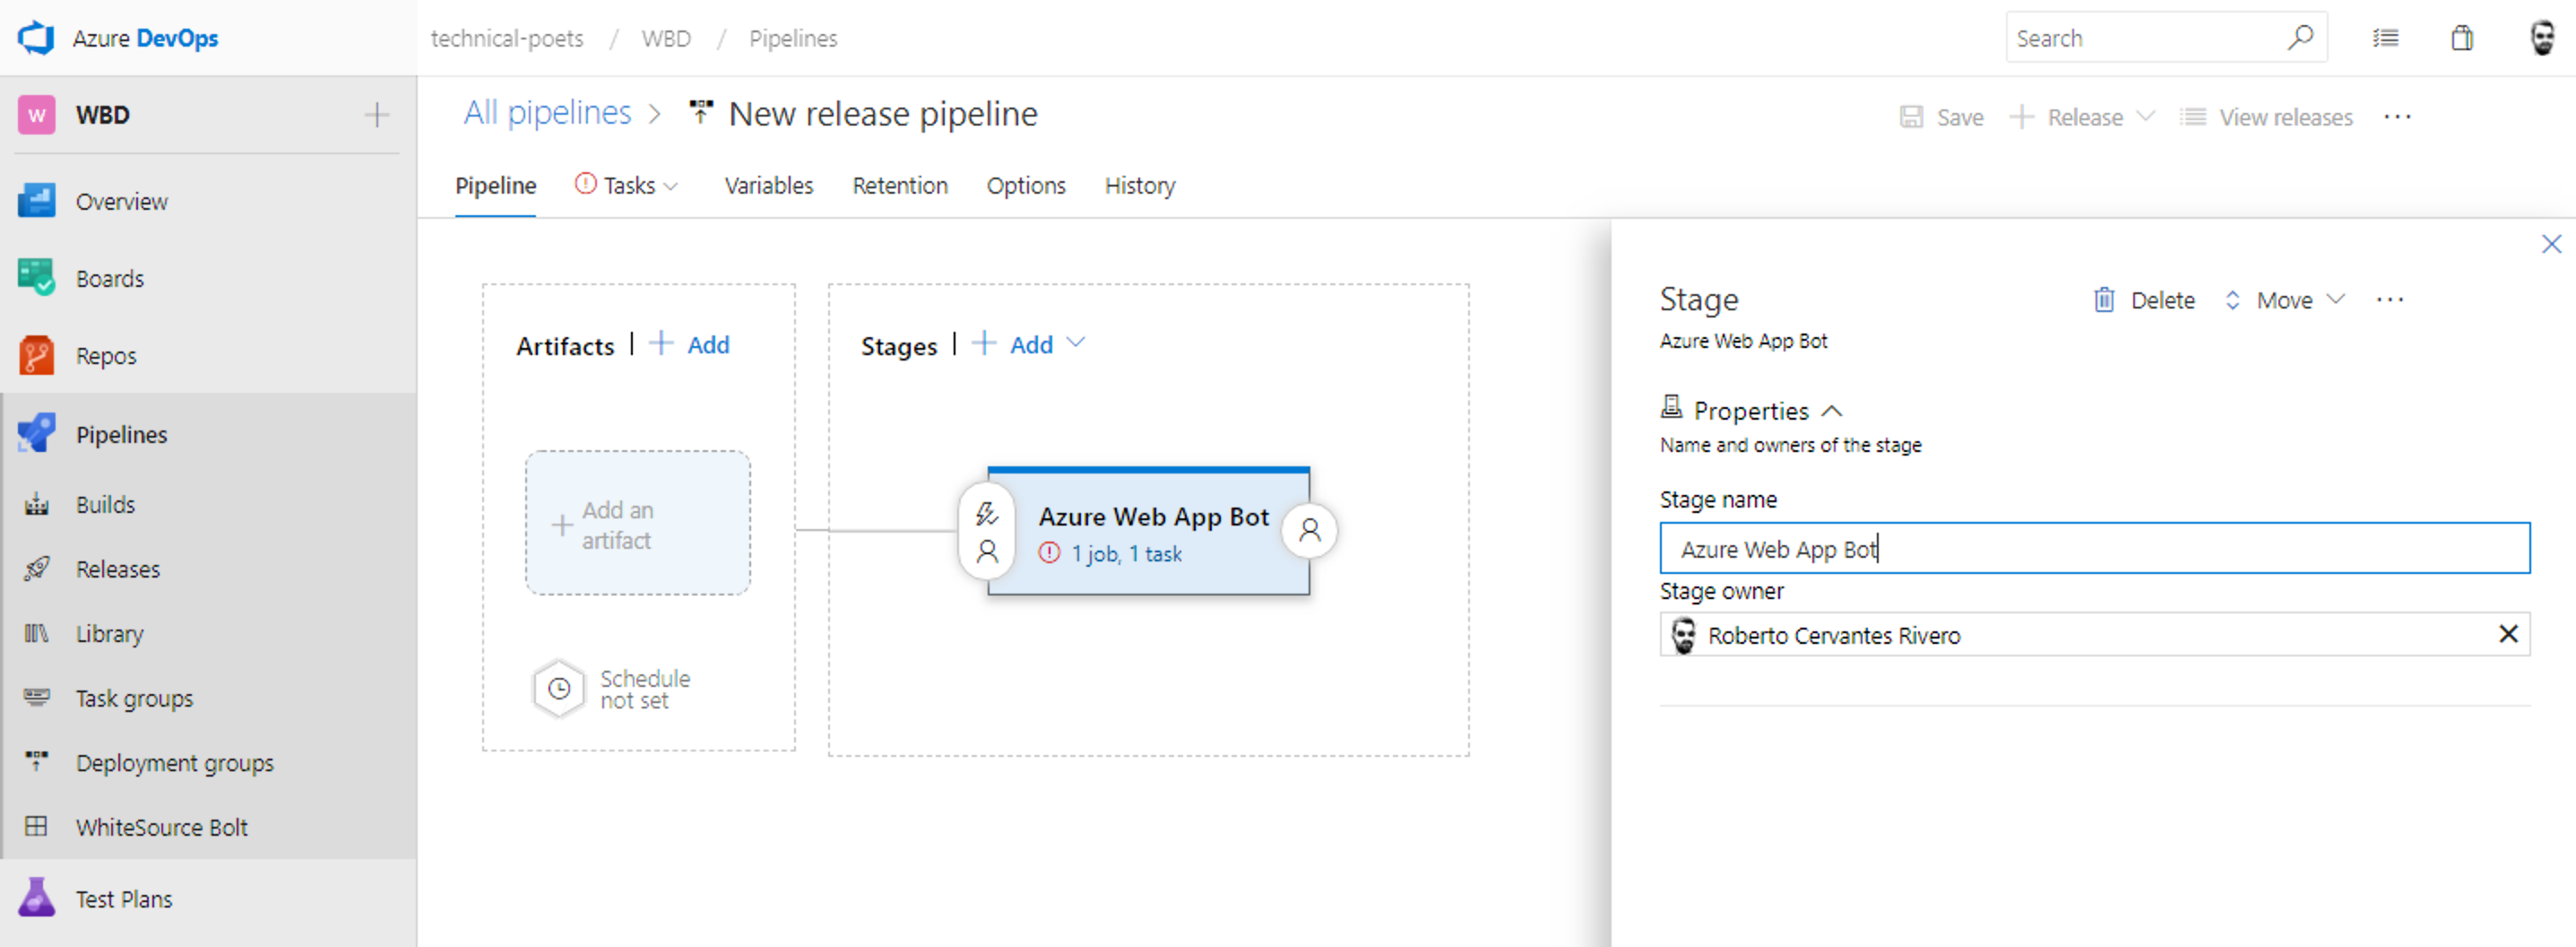 Azure DevOps
technical-poets / WBD / Pipelines
Search
W WBD
All pipelines > New release pipeline
Save + Release View releases ...
Pipeline Tasks Variables Retention Options History
Overview
Boards
Repos
Pipelines
Builds
Releases
Library
Task groups
Deployment groups
WhiteSource Bolt
Test Plans
Artifacts | + Add
Stages | + Add
+ Add an
artifact
Schedule
not set
Azure Web App Bot
1 job, 1 task
Stage
Delete Move ...
Azure Web App Bot
Properties
Name and owners of the stage
Stage name
Azure Web App Bot
Stage owner
Roberto Cervantes Rivero